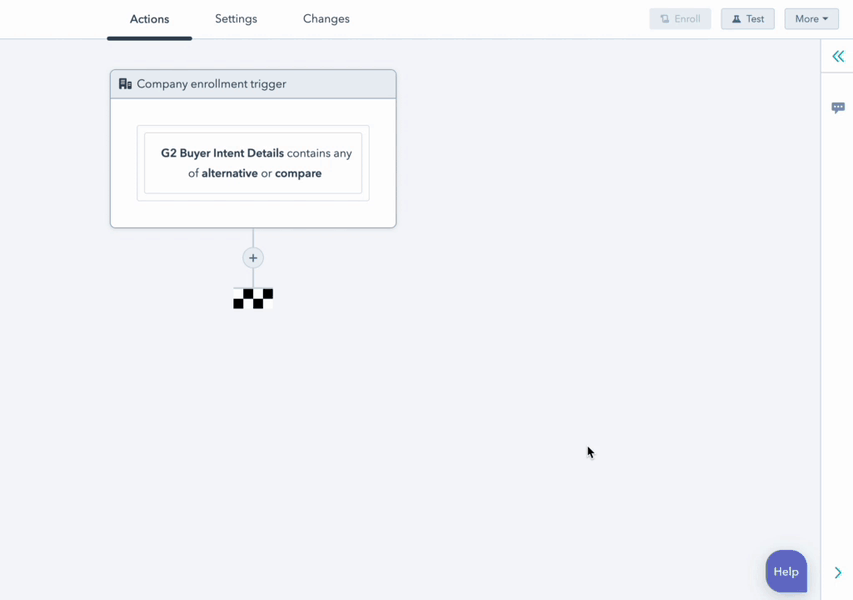 Actions
Settings
Changes
Enroll
Test
More
Company enrollment trigger
G2 Buyer Intent Details contains any
of alternative or compare
+
Help